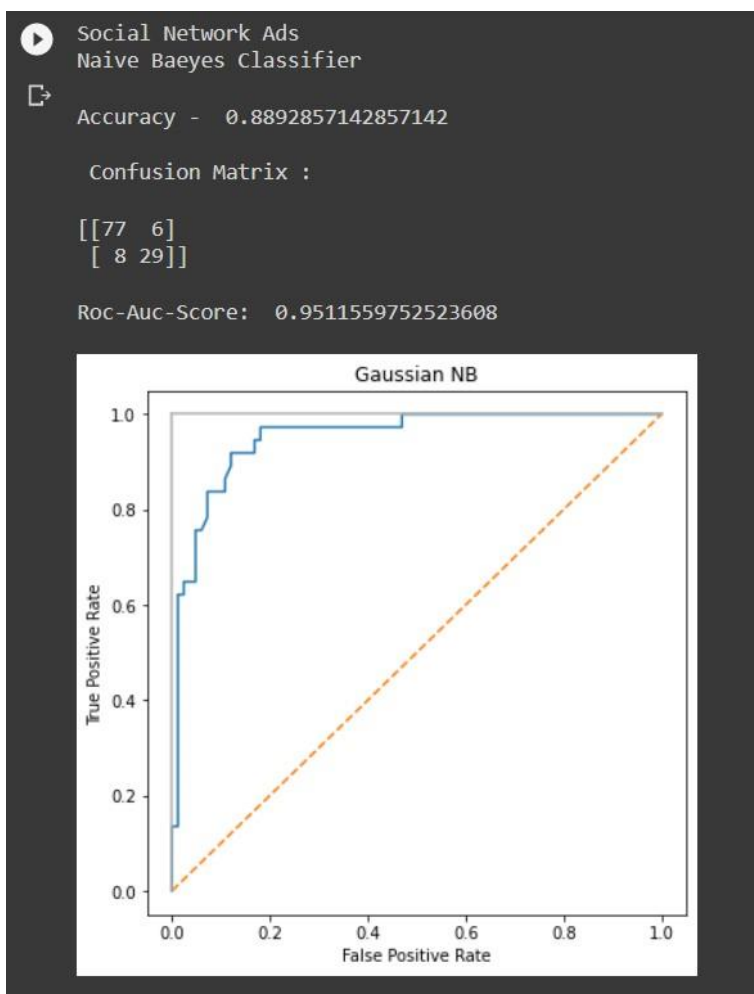 Social Network Ads
Naive Baeyes Classifier
Accuracy - 0.8892857142857142
Confusion Matrix :
[[77 6]
[ 8 29]]
Roc-Auc-Score: 0.9511559752523608
Gaussian NB
1.0
0.8
0.6
0.4
0.2
0.0
True Positive Rate
0.0 0.2 0.4 0.6 0.8 1.0
False Positive Rate